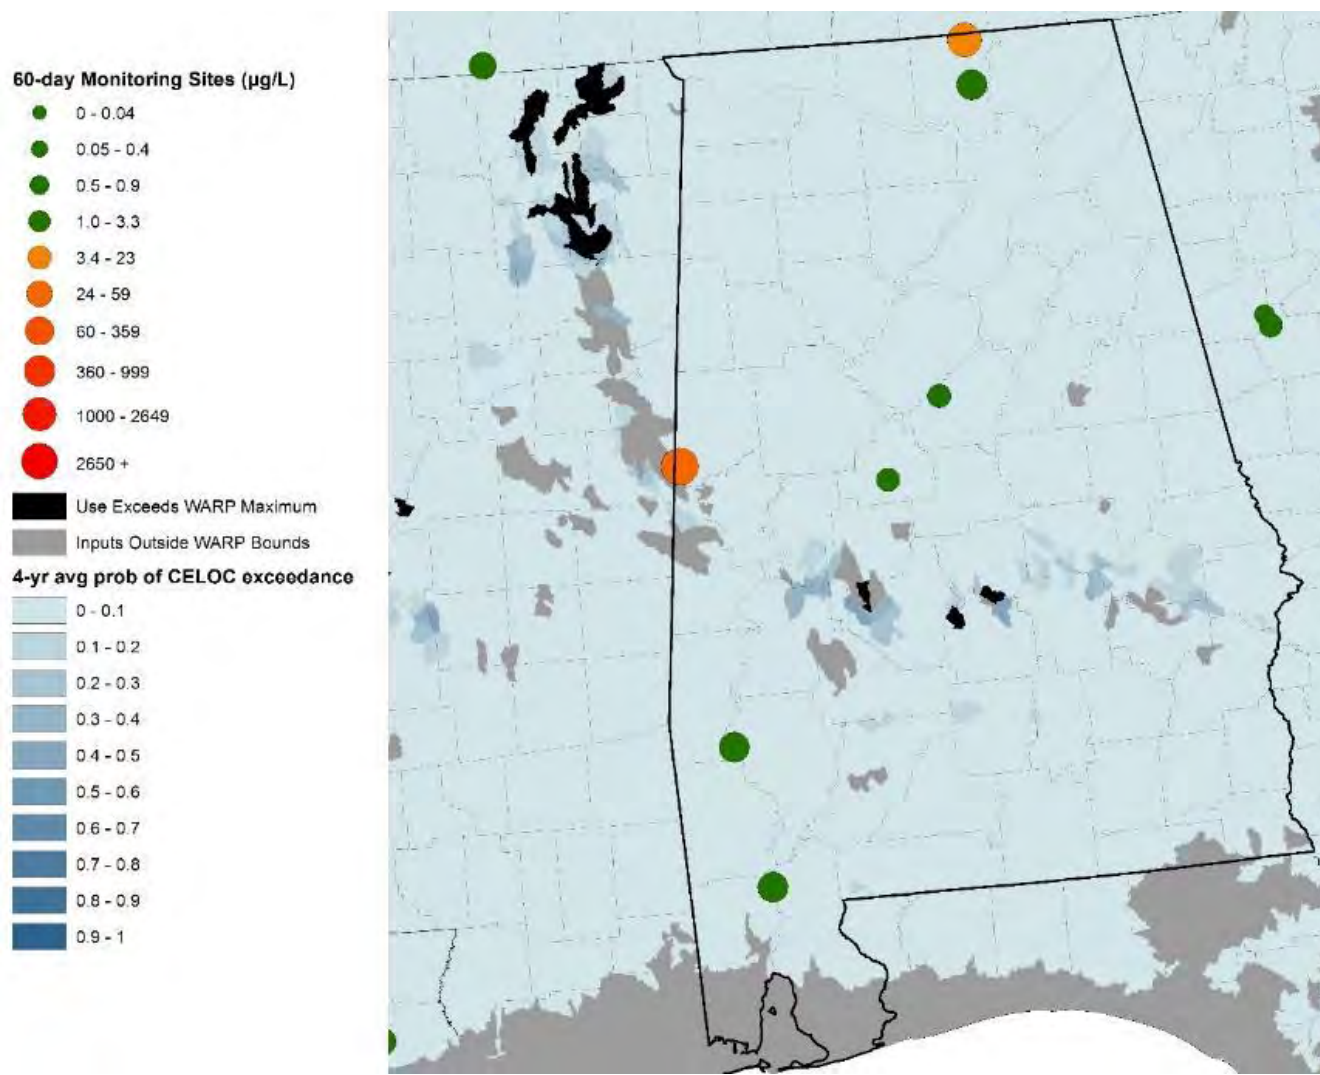 60-day Monitoring Sites (µg/L)
0 - 0.04
0.05 - 0.4
0.5 - 0.9
1.0 - 3.3
3.4 - 23
24 - 59
60 - 359
360 - 999
1000 - 2649
2650 +
Use Exceeds WARP Maximum
Inputs Outside WARP Bounds
4-yr avg prob of CELOC exceedance
0 - 0.1
0.1 - 0.2
0.2 - 0.3
0.3 - 0.4
0.4 - 0.5
0.5 - 0.6
0.6 - 0.7
0.7 - 0.8
0.8 - 0.9
0.9 - 1